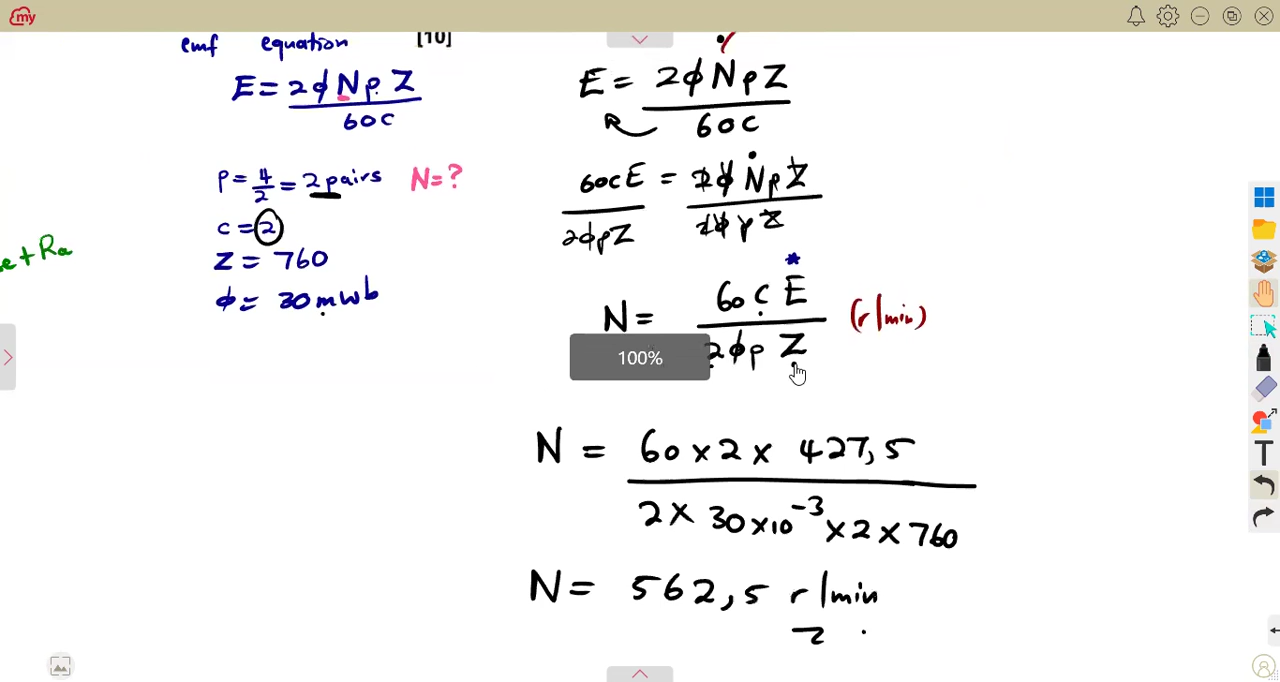 my
emf equation [10]
E = 2φNpZ / 60c
p = 4/2 = 2 pairs N = ?
c = 2
Z = 760
φ = 30 mwb
e + Ra
E = 2φNpZ / 60c
60cE / 2φpZ = 2φNpZ / 2φpZ
*
N = 60cE / 2φpZ (r/min)
100%
N = 60 × 2 × 427,5 / 2 × 30×10⁻³ × 2 × 760
N = 562,5 r/min
T